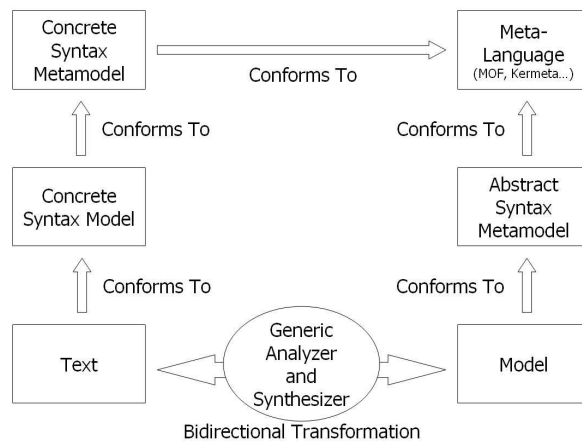 Concrete
Syntax
Metamodel
Meta-
Language
(MOF, Kermeta...)
Conforms To
Conforms To
Conforms To
Concrete
Syntax Model
Abstract
Syntax
Metamodel
Conforms To
Conforms To
Text
Generic
Analyzer
and
Synthesizer
Model
Bidirectional Transformation